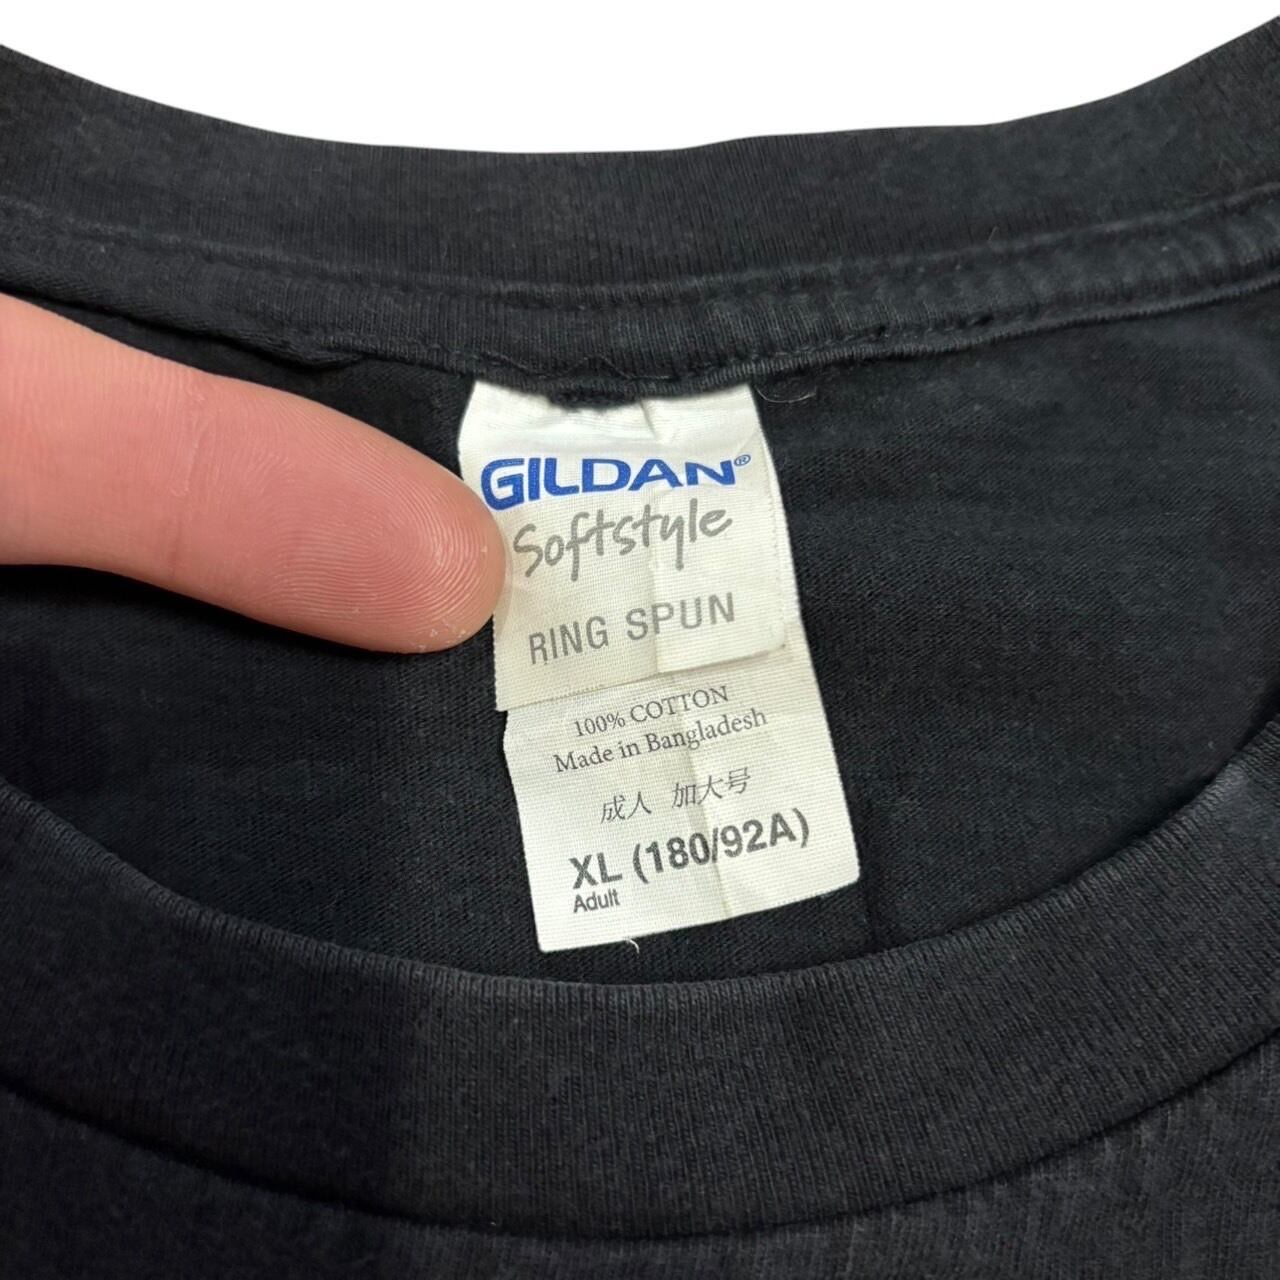 GILDAN®
Softstyle
RING SPUN
100% COTTON
Made in Bangladesh
成人 加大号
XL (180/92A)
Adult